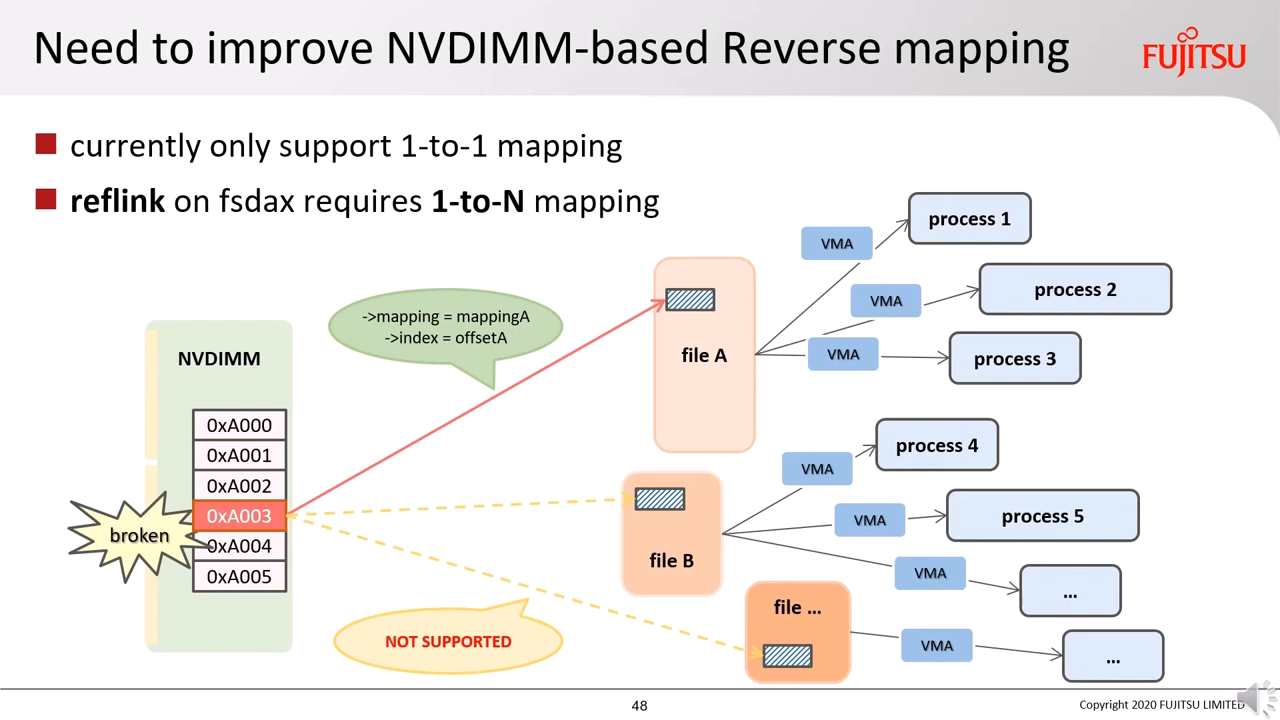 Need to improve NVDIMM-based Reverse mapping
FUJITSU
currently only support 1-to-1 mapping
reflink on fsdax requires 1-to-N mapping
->mapping = mappingA
->index = offsetA
NVDIMM
0xA000
0xA001
0xA002
0xA003
0xA004
0xA005
broken
NOT SUPPORTED
file A
VMA
process 1
VMA
process 2
VMA
process 3
file B
VMA
process 4
VMA
process 5
VMA
...
file ...
VMA
...
48
Copyright 2020 FUJITSU LIMITED